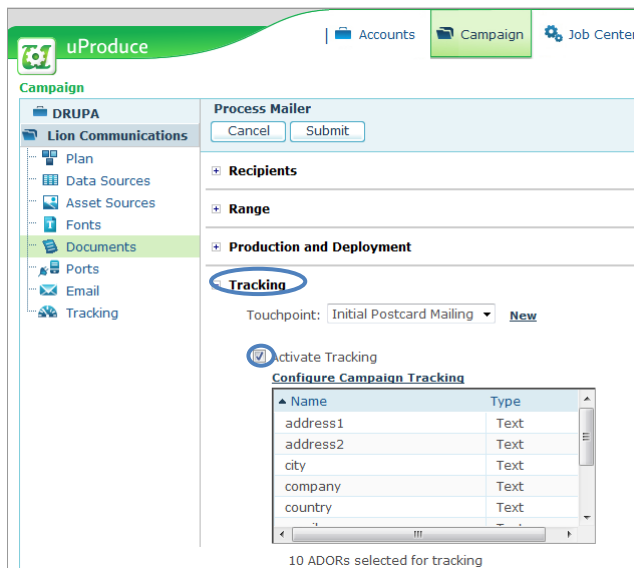 uProduce
Accounts
Campaign
Job Center
Campaign
DRUPA
Lion Communications
Plan
Data Sources
Asset Sources
Fonts
Documents
Ports
Email
Tracking
Process Mailer
Cancel Submit
Recipients
Range
Production and Deployment
Tracking
Touchpoint: Initial Postcard Mailing New
Activate Tracking
Configure Campaign Tracking
Name Type
address1 Text
address2 Text
city Text
company Text
country Text
10 ADORs selected for tracking